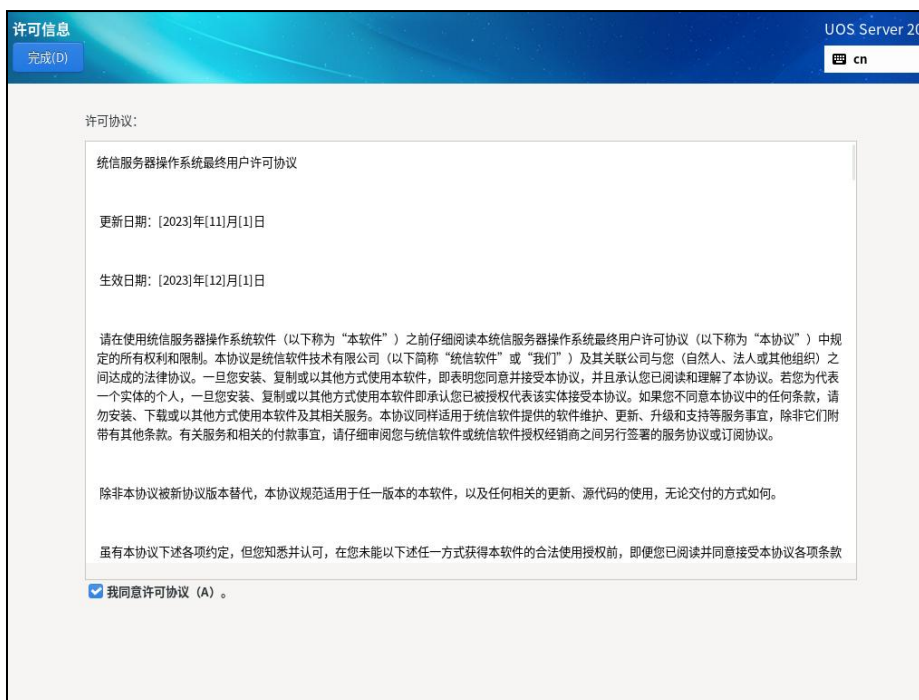 许可信息
UOS Server 20
完成(D)
cn
许可协议：
统信服务器操作系统最终用户许可协议
更新日期：[2023]年[11]月[1]日
生效日期：[2023]年[12]月[1]日
请在使用统信服务器操作系统软件（以下称为“本软件”）之前仔细阅读本统信服务器操作系统最终用户许可协议（以下称为“本协议”）中规
定的所有权利和限制。本协议是统信软件技术有限公司（以下简称“统信软件”或“我们”）及其关联公司与您（自然人、法人或其他组织）之
间达成的法律协议。一旦您安装、复制或以其他方式使用本软件，即表明您同意并接受本协议，并且承认您已阅读和理解了本协议。若您为代表
一个实体的个人，一旦您安装、复制或以其他方式使用本软件即承认您已被授权代表该实体接受本协议。如果您不同意本协议中的任何条款，请
勿安装、下载或以其他方式使用本软件及其相关服务。本协议同样适用于统信软件提供的软件维护、更新、升级和支持等服务事宜，除非它们附
带有其他条款。有关服务和相关的付款事宜，请仔细审阅您与统信软件或统信软件授权经销商之间另行签署的服务协议或订阅协议。
除非本协议被新协议版本替代，本协议规范适用于任一版本的本软件，以及任何相关的更新、源代码的使用，无论交付的方式如何。
虽有本协议下述各项约定，但您知悉并认可，在您未能以下述任一方式获得本软件的合法使用授权前，即便您已阅读并同意接受本协议各项条款
我同意许可协议（A）。